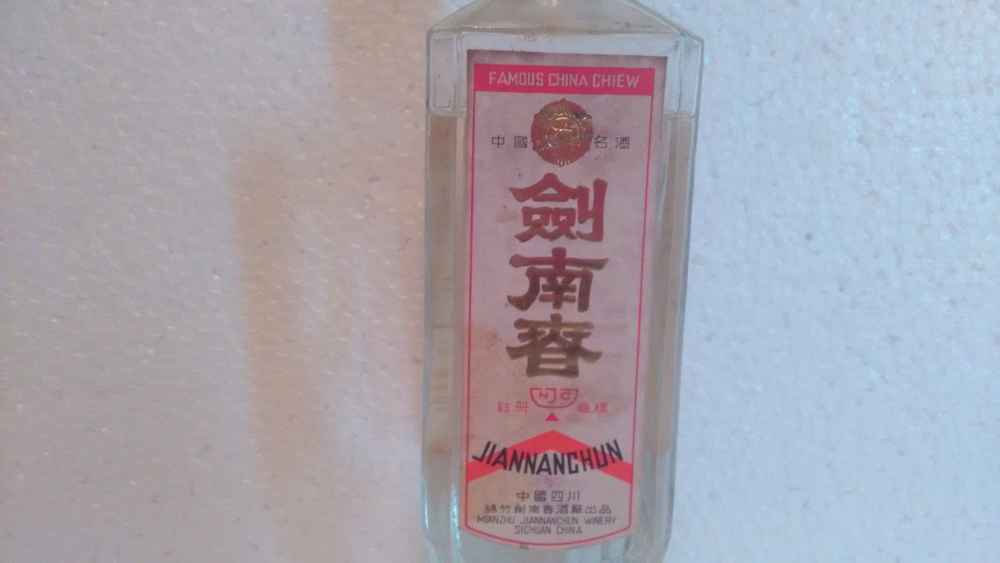 FAMOUS CHINA CHIEW
中國 名酒
劍南春
註册 商標
JIANNANCHUN
中國四川
綿竹劍南春酒廠出品
MIANZHU JIANNANCHUN WINERY
SICHUAN CHINA